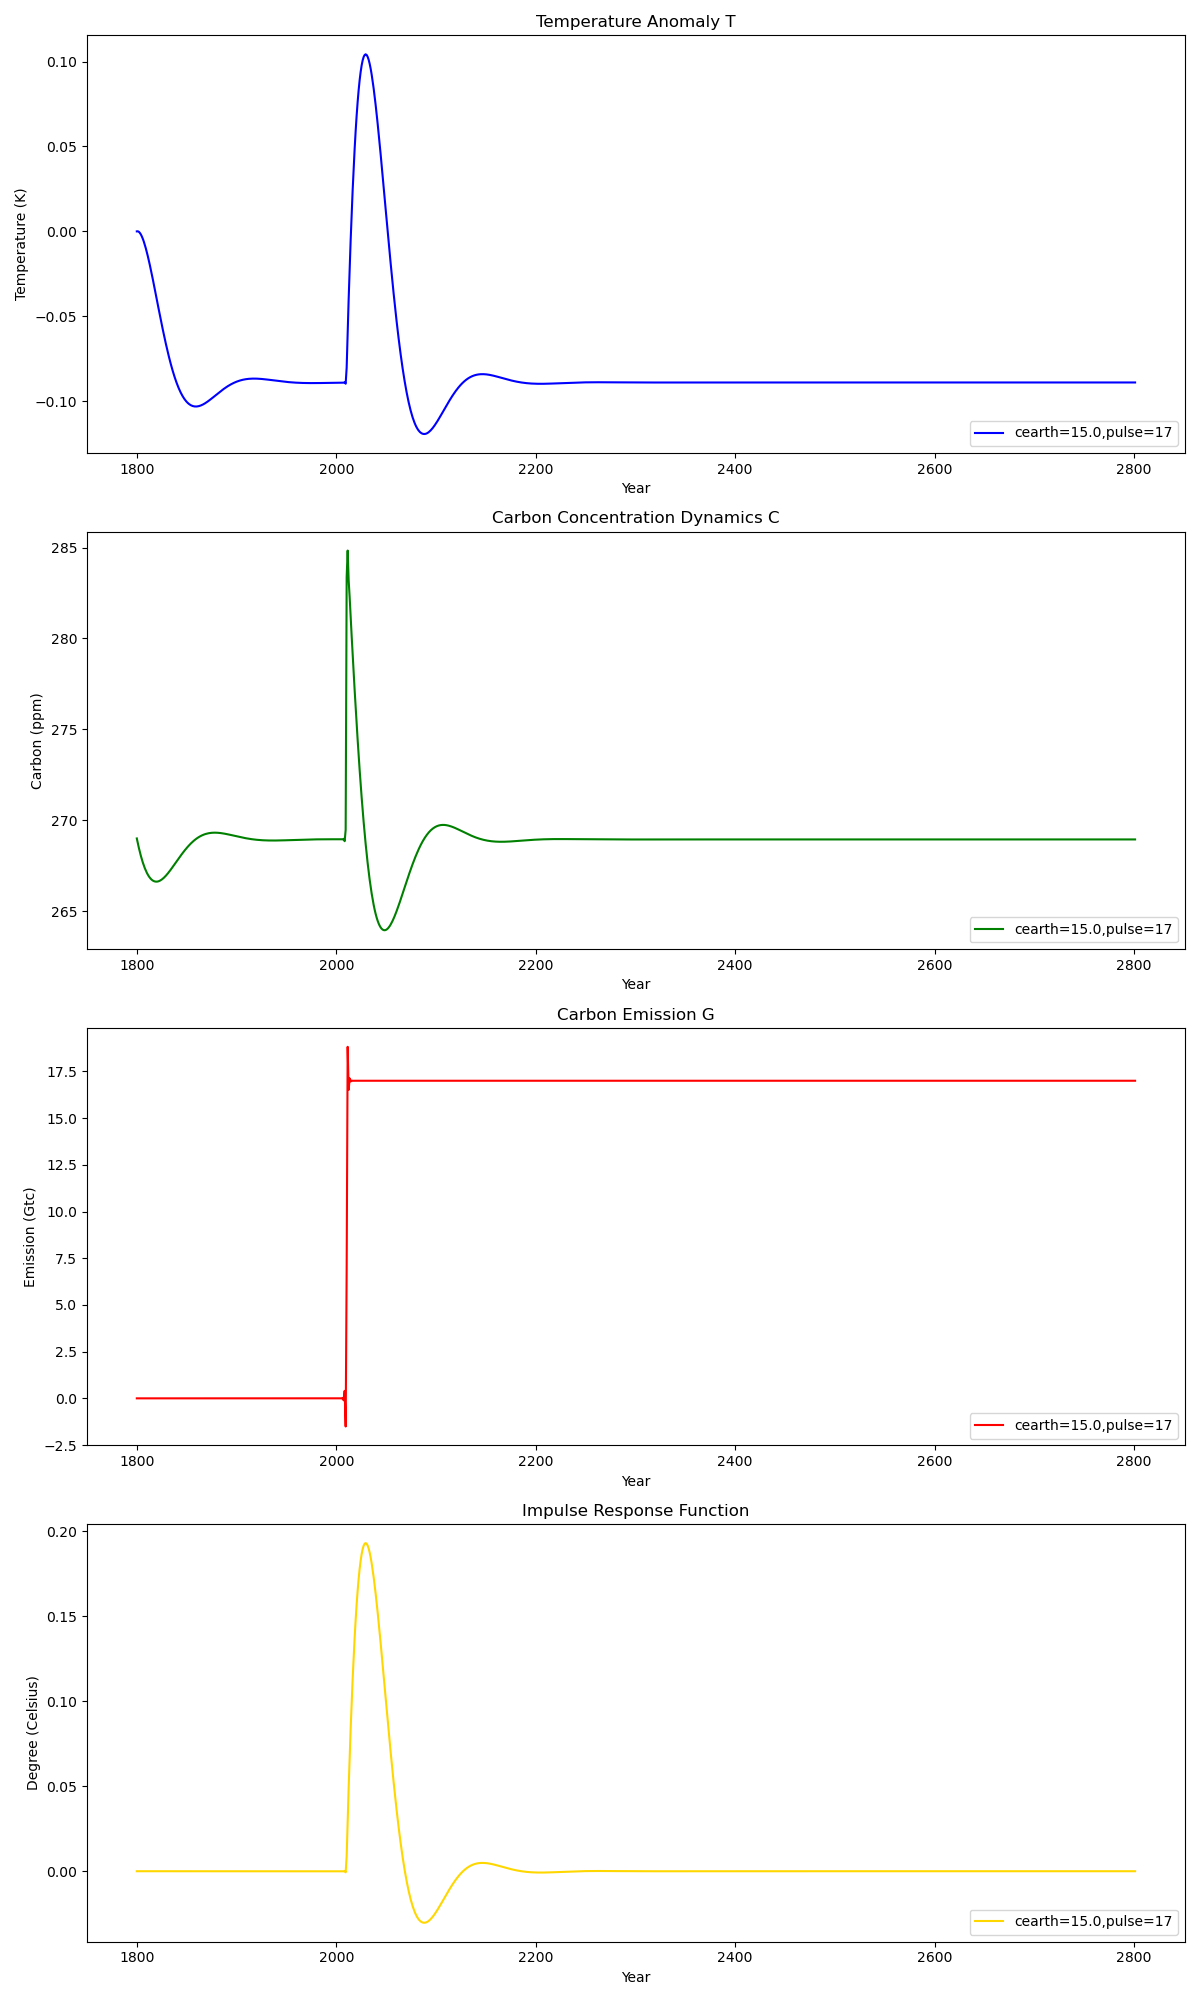 Temperature Anomaly T
Temperature (K)
0.10
0.05
0.00
−0.05
−0.10
cearth=15.0,pulse=17
1800 2000 2200 2400 2600 2800
Year
Carbon Concentration Dynamics C
Carbon (ppm)
285
280
275
270
265
cearth=15.0,pulse=17
1800 2000 2200 2400 2600 2800
Year
Carbon Emission G
Emission (Gtc)
17.5
15.0
12.5
10.0
7.5
5.0
2.5
0.0
−2.5
cearth=15.0,pulse=17
1800 2000 2200 2400 2600 2800
Year
Impulse Response Function
Degree (Celsius)
0.20
0.15
0.10
0.05
0.00
cearth=15.0,pulse=17
1800 2000 2200 2400 2600 2800
Year